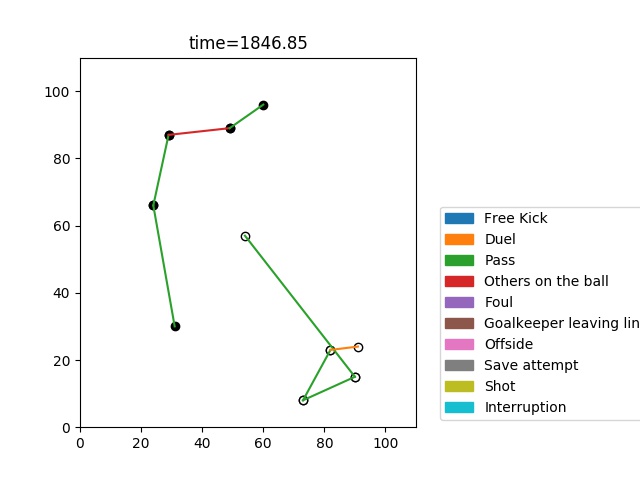 time=1846.85
100
80
60
40
20
0
0 20 40 60 80 100
Free Kick
Duel
Pass
Others on the ball
Foul
Goalkeeper leaving lin
Offside
Save attempt
Shot
Interruption